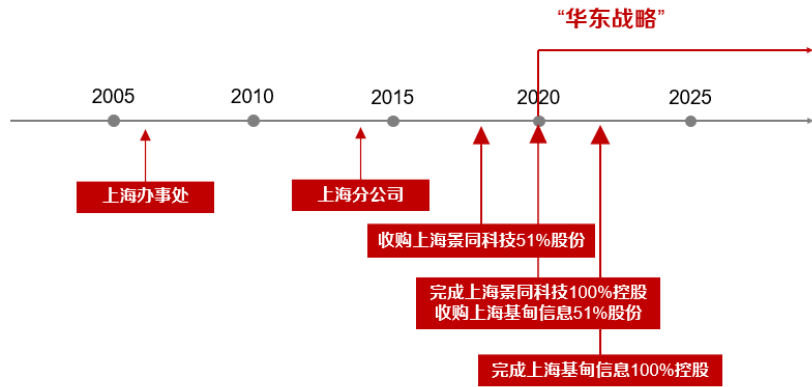 “华东战略”
2005
2010
2015
2020
2025
上海办事处
上海分公司
收购上海景同科技51%股份
完成上海景同科技100%控股
收购上海基甸信息51%股份
完成上海基甸信息100%控股